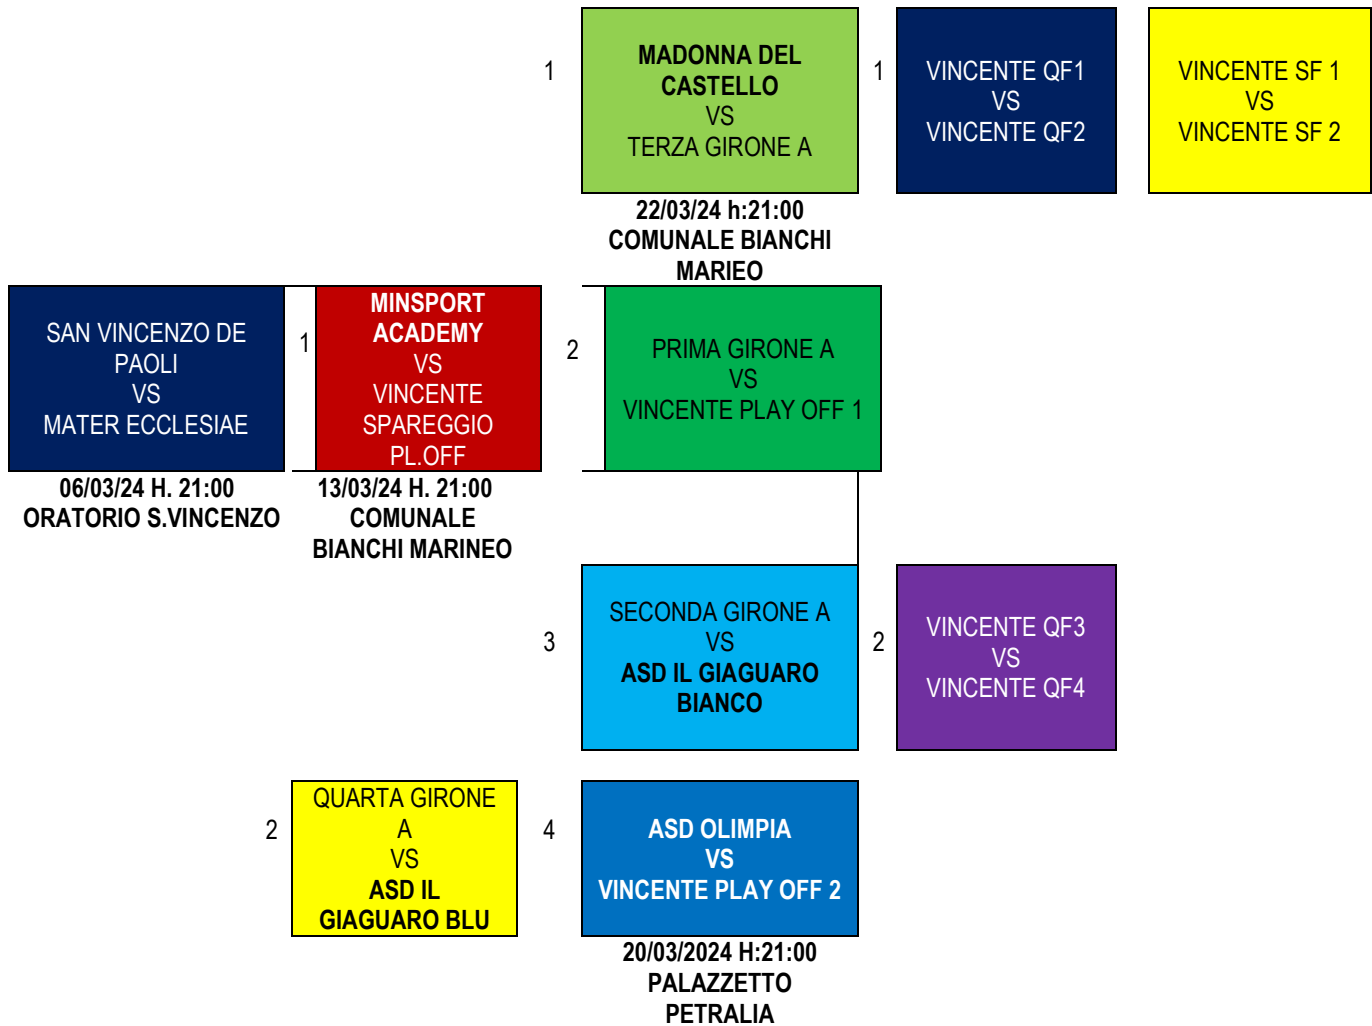 1
MADONNA DEL
CASTELLO
VS
TERZA GIRONE A
1
VINCENTE QF1
VS
VINCENTE QF2
VINCENTE SF 1
VS
VINCENTE SF 2
22/03/24 h:21:00
COMUNALE BIANCHI
MARIEO
SAN VINCENZO DE
PAOLI
VS
MATER ECCLESIAE
1
MINSPORT
ACADEMY
VS
VINCENTE
SPAREGGIO
PL.OFF
2
PRIMA GIRONE A
VS
VINCENTE PLAY OFF 1
06/03/24 H. 21:00
ORATORIO S.VINCENZO
13/03/24 H. 21:00
COMUNALE
BIANCHI MARINEO
3
SECONDA GIRONE A
VS
ASD IL GIAGUARO
BIANCO
2
VINCENTE QF3
VS
VINCENTE QF4
2
QUARTA GIRONE
A
VS
ASD IL
GIAGUARO BLU
4
ASD OLIMPIA
VS
VINCENTE PLAY OFF 2
20/03/2024 H:21:00
PALAZZETTO
PETRALIA